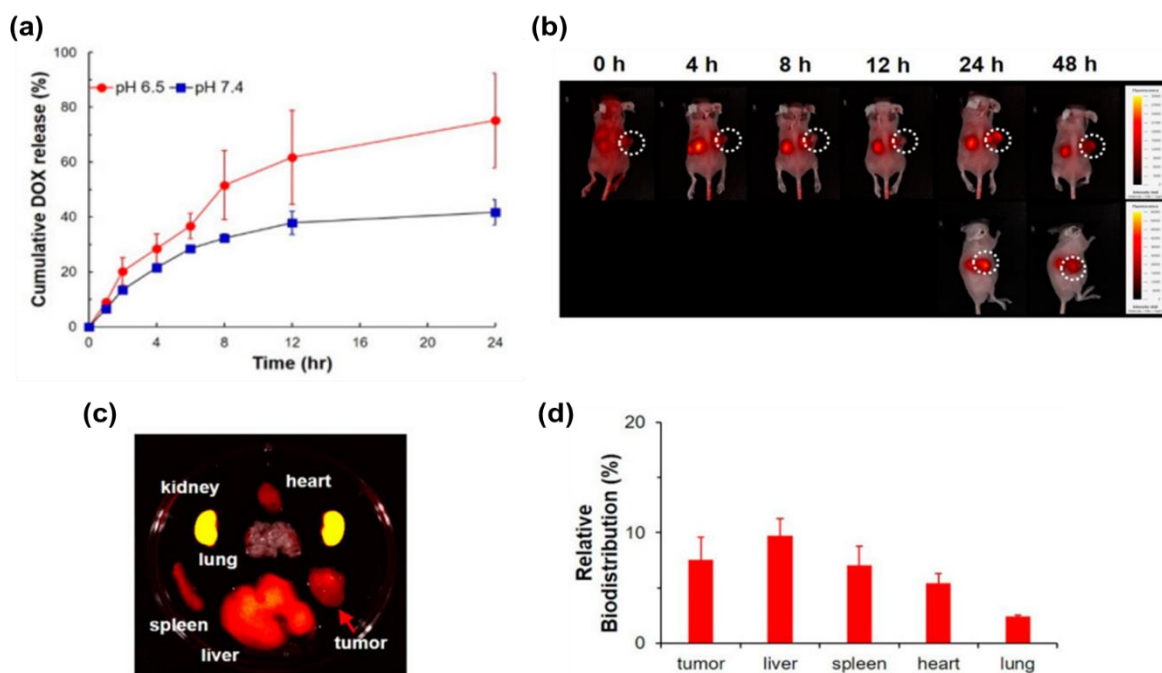 (a)
100
80
60
40
20
0
pH 6.5 pH 7.4
Cumulative DOX release (%)
0 4 8 12 16 20 24
Time (hr)
(b)
0 h 4 h 8 h 12 h 24 h 48 h
(c)
kidney
heart
lung
spleen
liver
tumor
(d)
20
10
0
Relative
Biodistribution (%)
tumor liver spleen heart lung